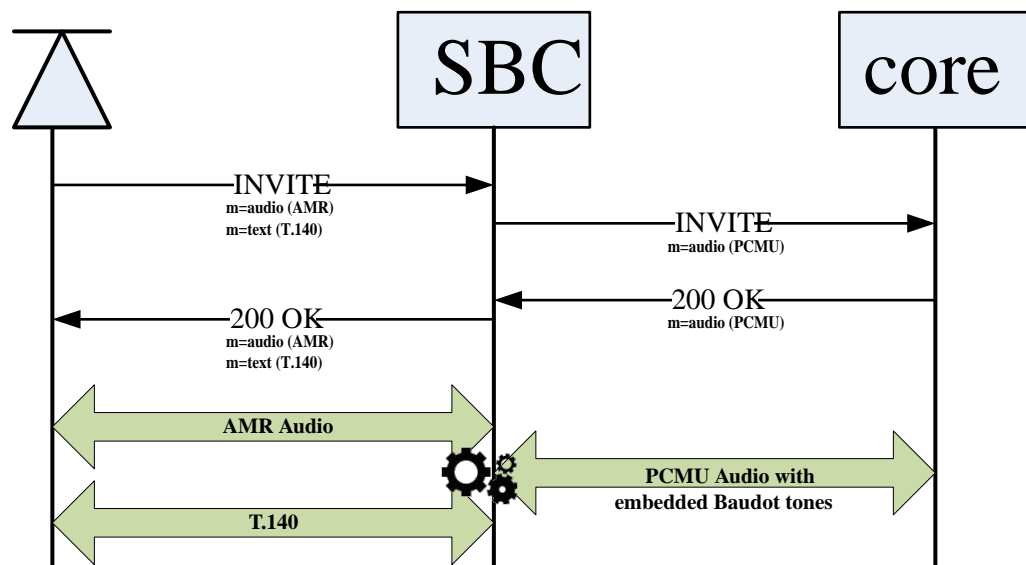 SBC
core
INVITE
m=audio (AMR)
m=text (T.140)
INVITE
m=audio (PCMU)
200 OK
m=audio (PCMU)
200 OK
m=audio (AMR)
m=text (T.140)
AMR Audio
PCMU Audio with
embedded Baudot tones
T.140